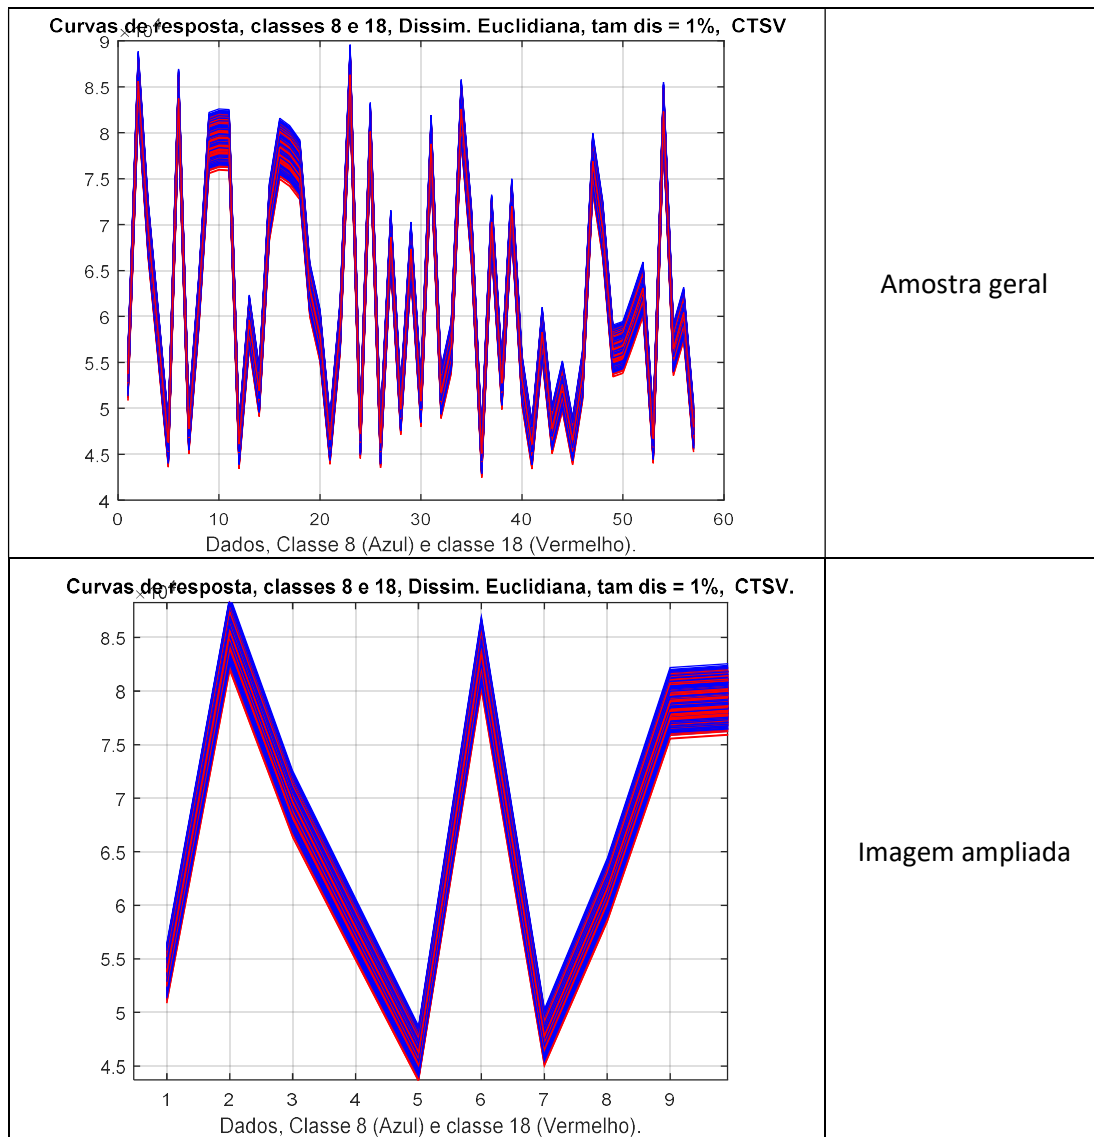 Curvas de resposta, classes 8 e 18, Dissim. Euclidiana, tam dis = 1%, CTSV
9
8.5
8
7.5
7
6.5
6
5.5
5
4.5
4
0 10 20 30 40 50 60
Dados, Classe 8 (Azul) e classe 18 (Vermelho).
Amostra geral
Curvas de resposta, classes 8 e 18, Dissim. Euclidiana, tam dis = 1%, CTSV.
8.5
8
7.5
7
6.5
6
5.5
5
4.5
1 2 3 4 5 6 7 8 9
Dados, Classe 8 (Azul) e classe 18 (Vermelho).
Imagem ampliada